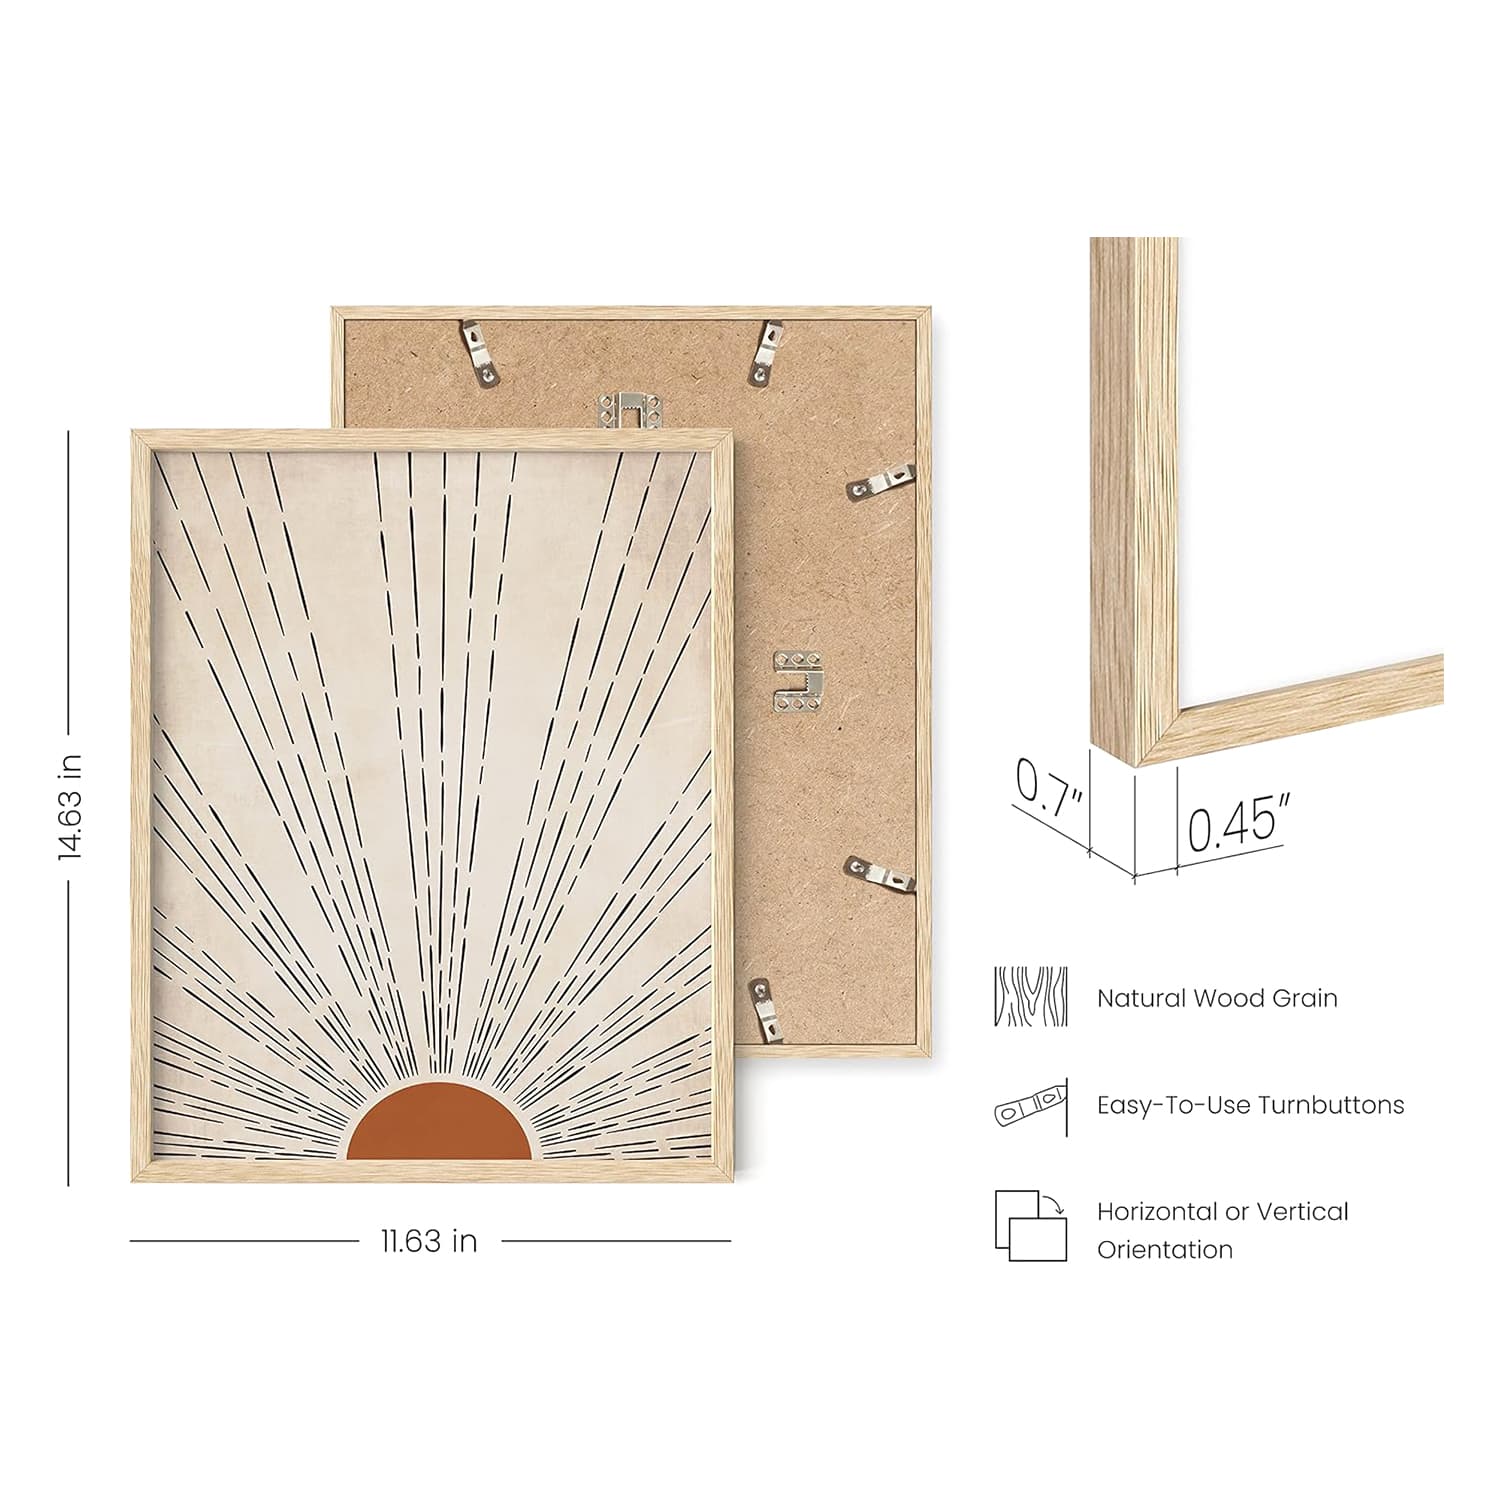 14.63 in
11.63 in
0.7"
0.45"
Natural Wood Grain
Easy-To-Use Turnbuttons
Horizontal or Vertical
Orientation